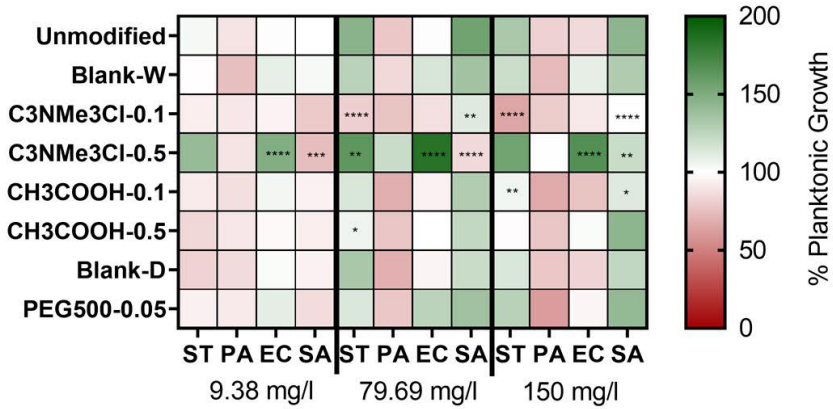 Unmodified
Blank-W
C3NMe3Cl-0.1
**** ** **** ****
C3NMe3Cl-0.5
**** *** ** **** **** **** **
CH3COOH-0.1
** *
CH3COOH-0.5
*
Blank-D
PEG500-0.05
ST PA EC SA ST PA EC SA ST PA EC SA
9.38 mg/l 79.69 mg/l 150 mg/l
200
150
100
50
0
% Planktonic Growth